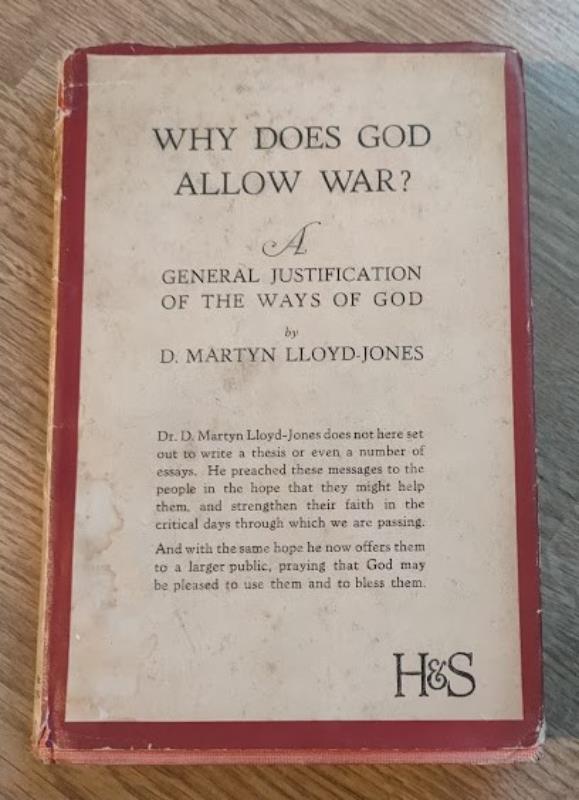 WHY DOES GOD
ALLOW WAR?
A
GENERAL JUSTIFICATION
OF THE WAYS OF GOD
by
D. MARTYN LLOYD-JONES
Dr. D. Martyn Lloyd-Jones does not here set
out to write a thesis or even a number of
essays. He preached these messages to the
people in the hope that they might help
them, and strengthen their faith in the
critical days through which we are passing.
And with the same hope he now offers them
to a larger public, praying that God may
be pleased to use them and to bless them.
H&S